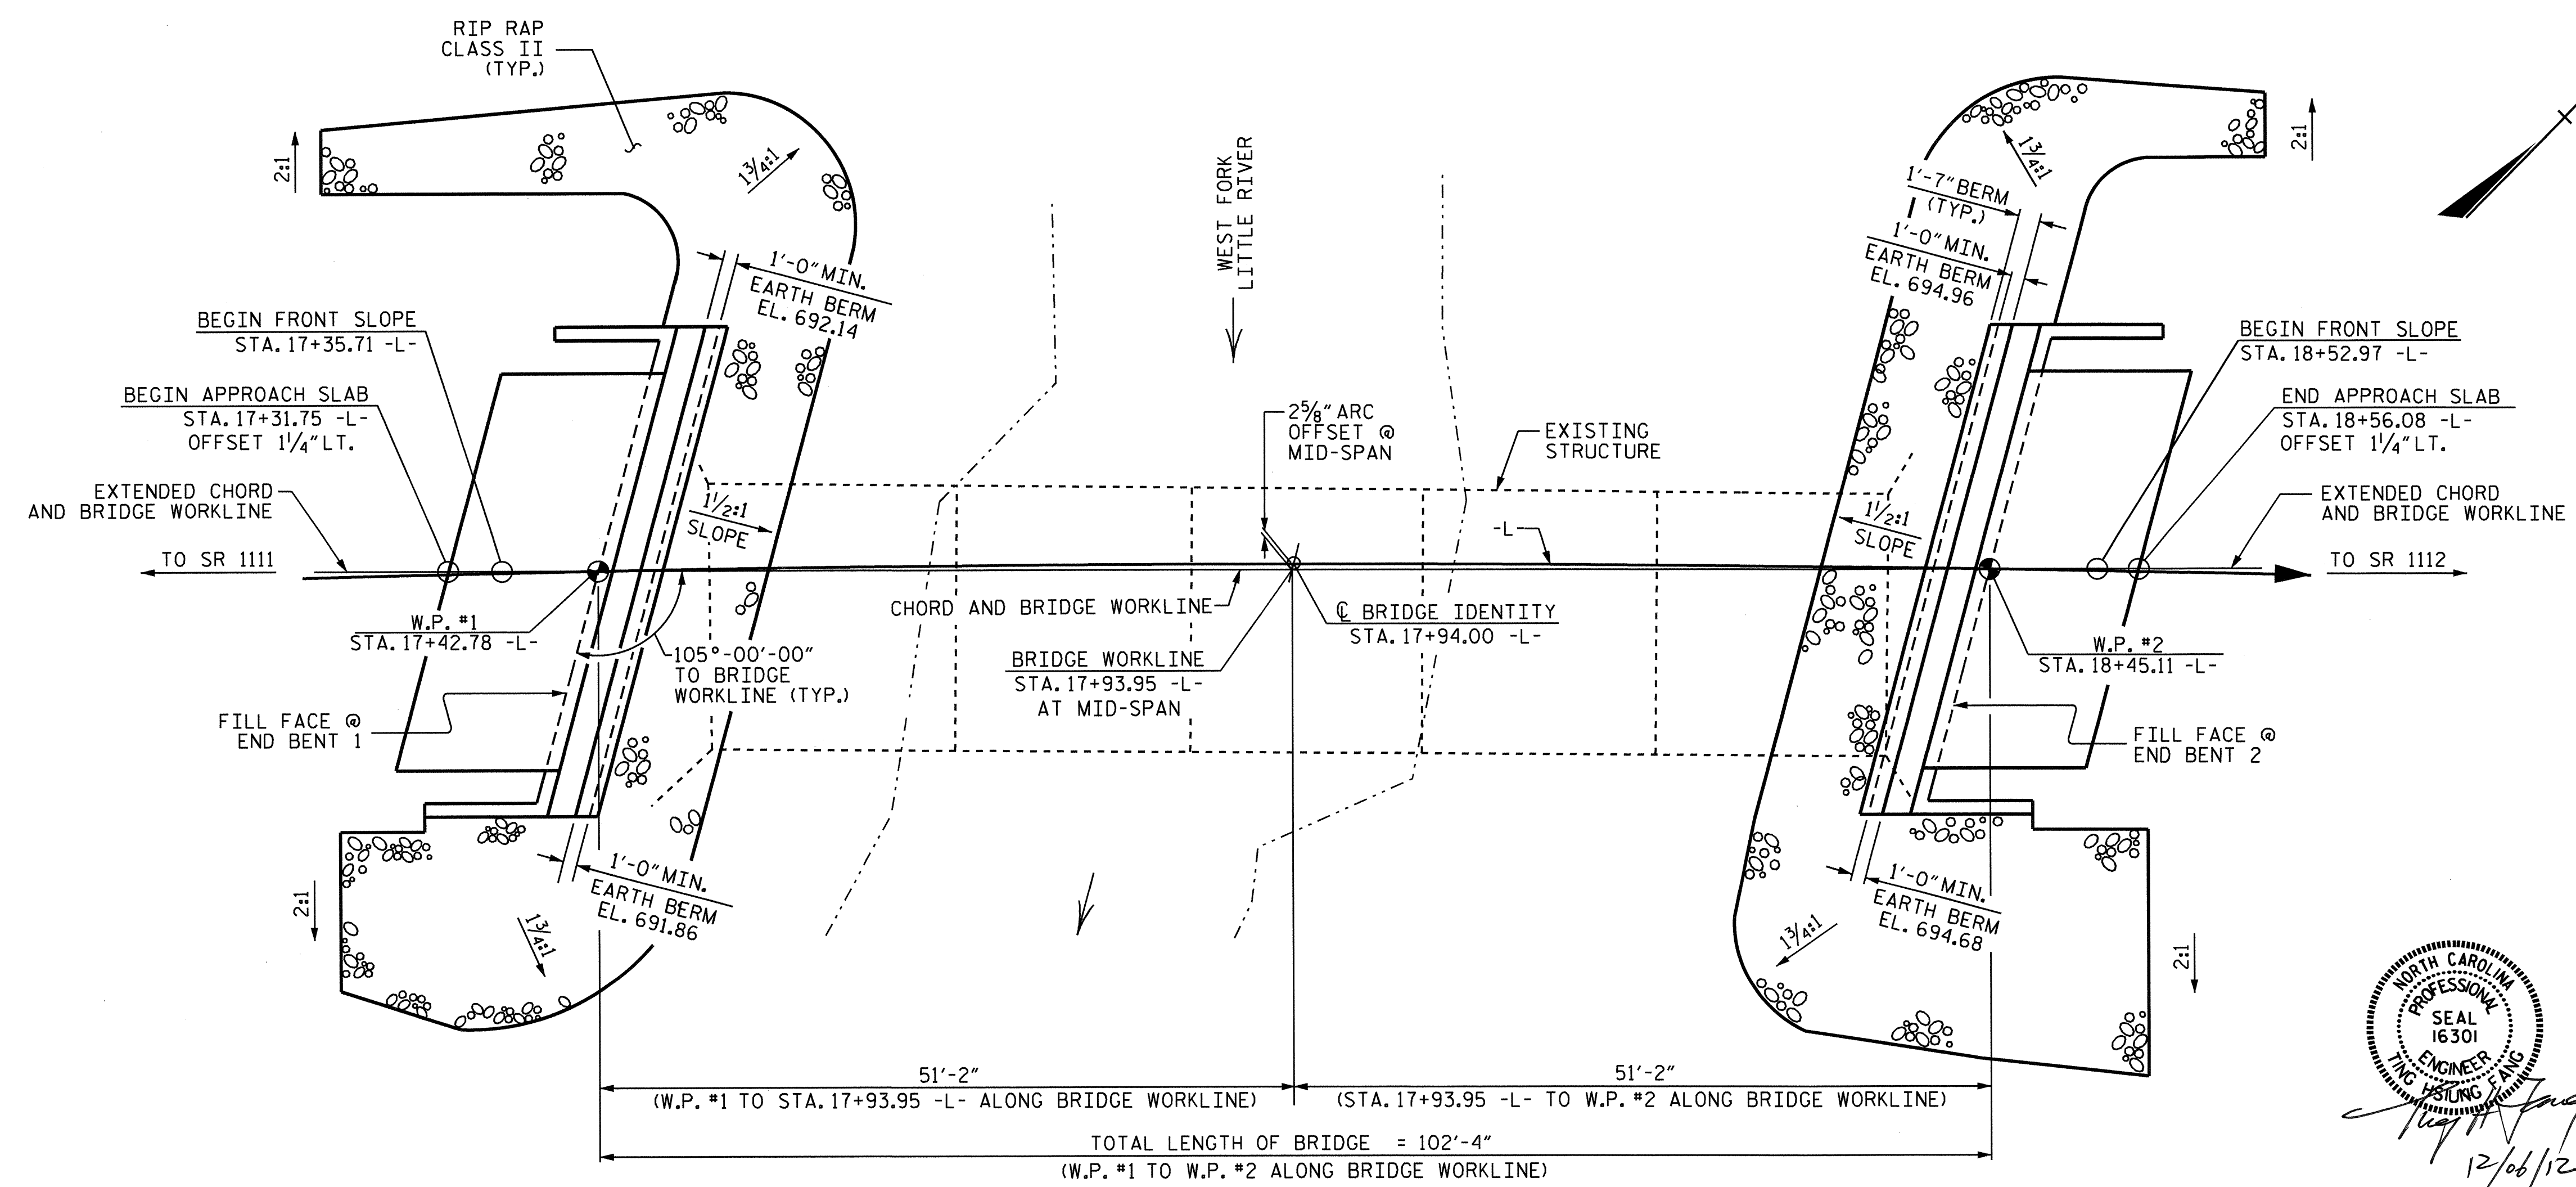 RIP RAP
CLASS II
(TYP.)
2:1
1¾:1
WEST FORK
LITTLE RIVER
1¾:1
2:1
1'-7" BERM
(TYP.)
1'-0" MIN.
EARTH BERM
EL. 694.96
1'-0" MIN.
EARTH BERM
EL. 692.14
BEGIN FRONT SLOPE
STA. 17+35.71 -L-
BEGIN APPROACH SLAB
STA. 17+31.75 -L-
OFFSET 1¼" LT.
EXTENDED CHORD
AND BRIDGE WORKLINE
TO SR 1111
W.P. #1
STA. 17+42.78 -L-
FILL FACE @
END BENT 1
1½:1
SLOPE
105°-00'-00"
TO BRIDGE
WORKLINE (TYP.)
2⅝" ARC
OFFSET @
MID-SPAN
EXISTING
STRUCTURE
-L-
CHORD AND BRIDGE WORKLINE
℄ BRIDGE IDENTITY
STA. 17+94.00 -L-
BRIDGE WORKLINE
STA. 17+93.95 -L-
AT MID-SPAN
1½:1
SLOPE
BEGIN FRONT SLOPE
STA. 18+52.97 -L-
END APPROACH SLAB
STA. 18+56.08 -L-
OFFSET 1¼" LT.
EXTENDED CHORD
AND BRIDGE WORKLINE
TO SR 1112
W.P. #2
STA. 18+45.11 -L-
FILL FACE @
END BENT 2
1'-0" MIN.
EARTH BERM
EL. 691.86
2:1
1¾:1
1'-0" MIN.
EARTH BERM
EL. 694.68
1¾:1
2:1
NORTH CAROLINA
PROFESSIONAL
SEAL
16301
ENGINEER
TING HSIUNG FANG
12/06/12
51'-2"
(W.P. #1 TO STA. 17+93.95 -L- ALONG BRIDGE WORKLINE)
51'-2"
(STA. 17+93.95 -L- TO W.P. #2 ALONG BRIDGE WORKLINE)
TOTAL LENGTH OF BRIDGE = 102'-4"
(W.P. #1 TO W.P. #2 ALONG BRIDGE WORKLINE)